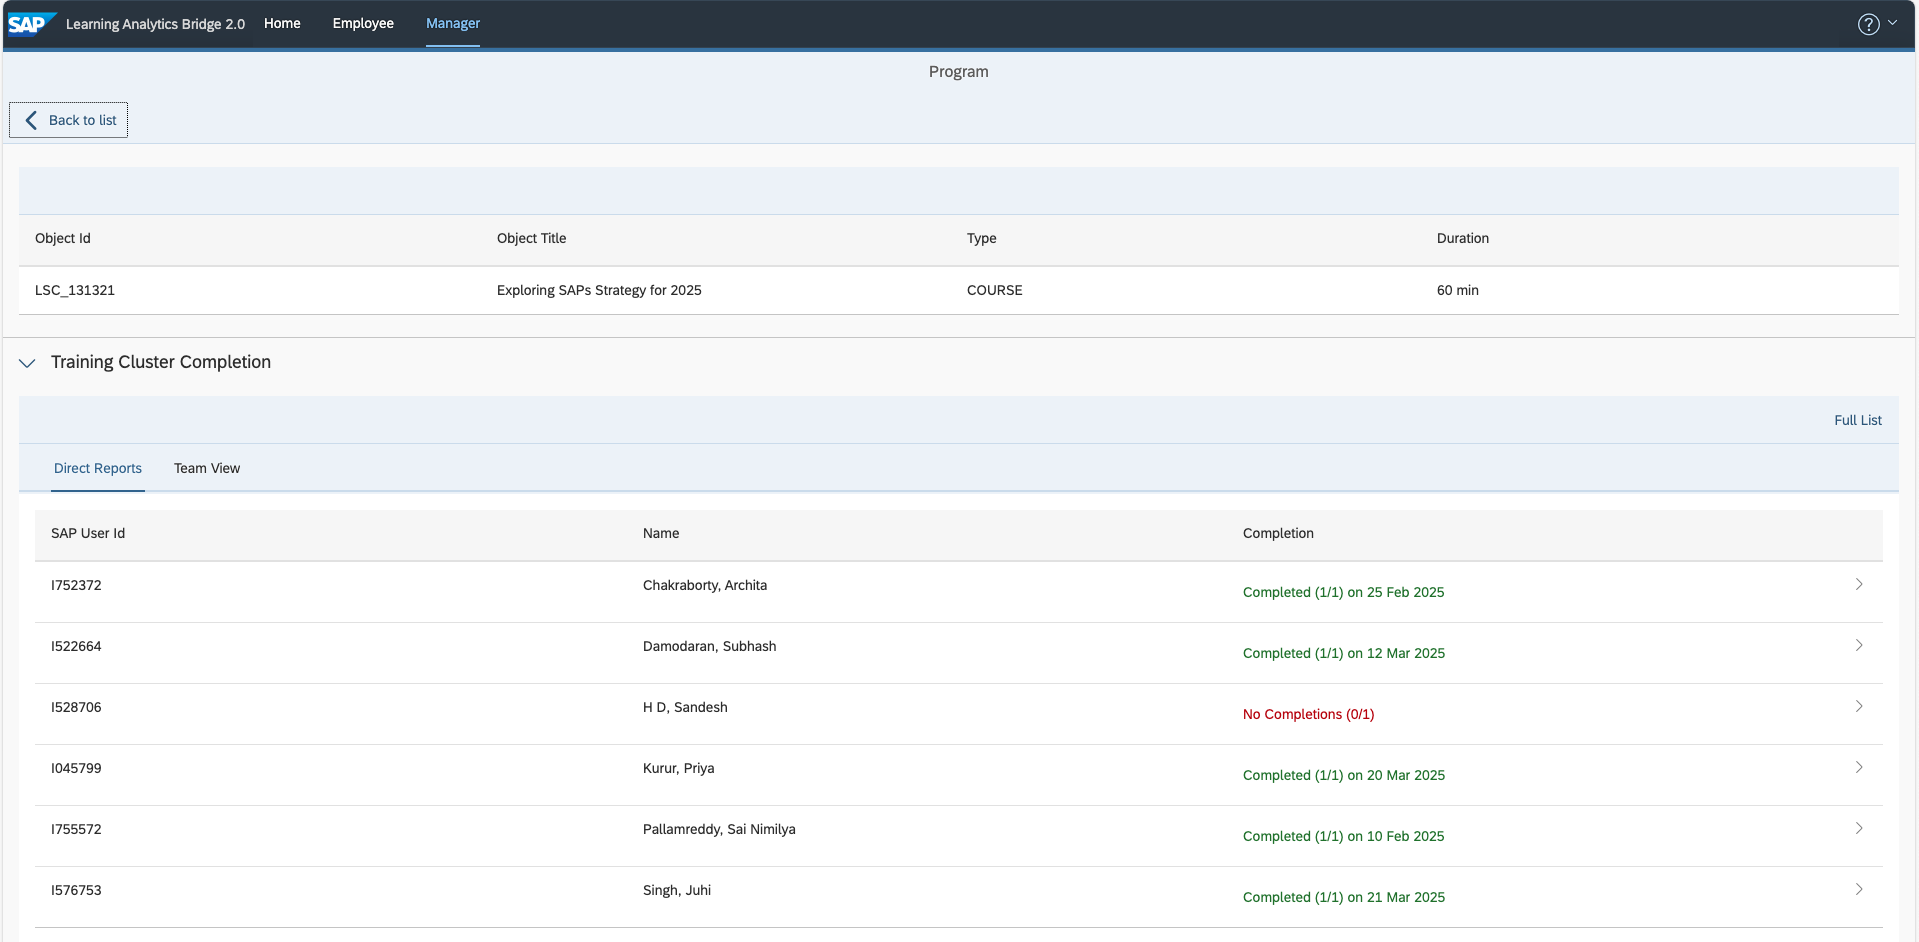 SAP Learning Analytics Bridge 2.0 Home Employee Manager ?
Program
Back to list
Object Id Object Title Type Duration
LSC_131321 Exploring SAPs Strategy for 2025 COURSE 60 min
Training Cluster Completion
Full List
Direct Reports Team View
SAP User Id Name Completion
I752372 Chakraborty, Archita Completed (1/1) on 25 Feb 2025
I522664 Damodaran, Subhash Completed (1/1) on 12 Mar 2025
I528706 H D, Sandesh No Completions (0/1)
I045799 Kurur, Priya Completed (1/1) on 20 Mar 2025
I755572 Pallamreddy, Sai Nimilya Completed (1/1) on 10 Feb 2025
I576753 Singh, Juhi Completed (1/1) on 21 Mar 2025